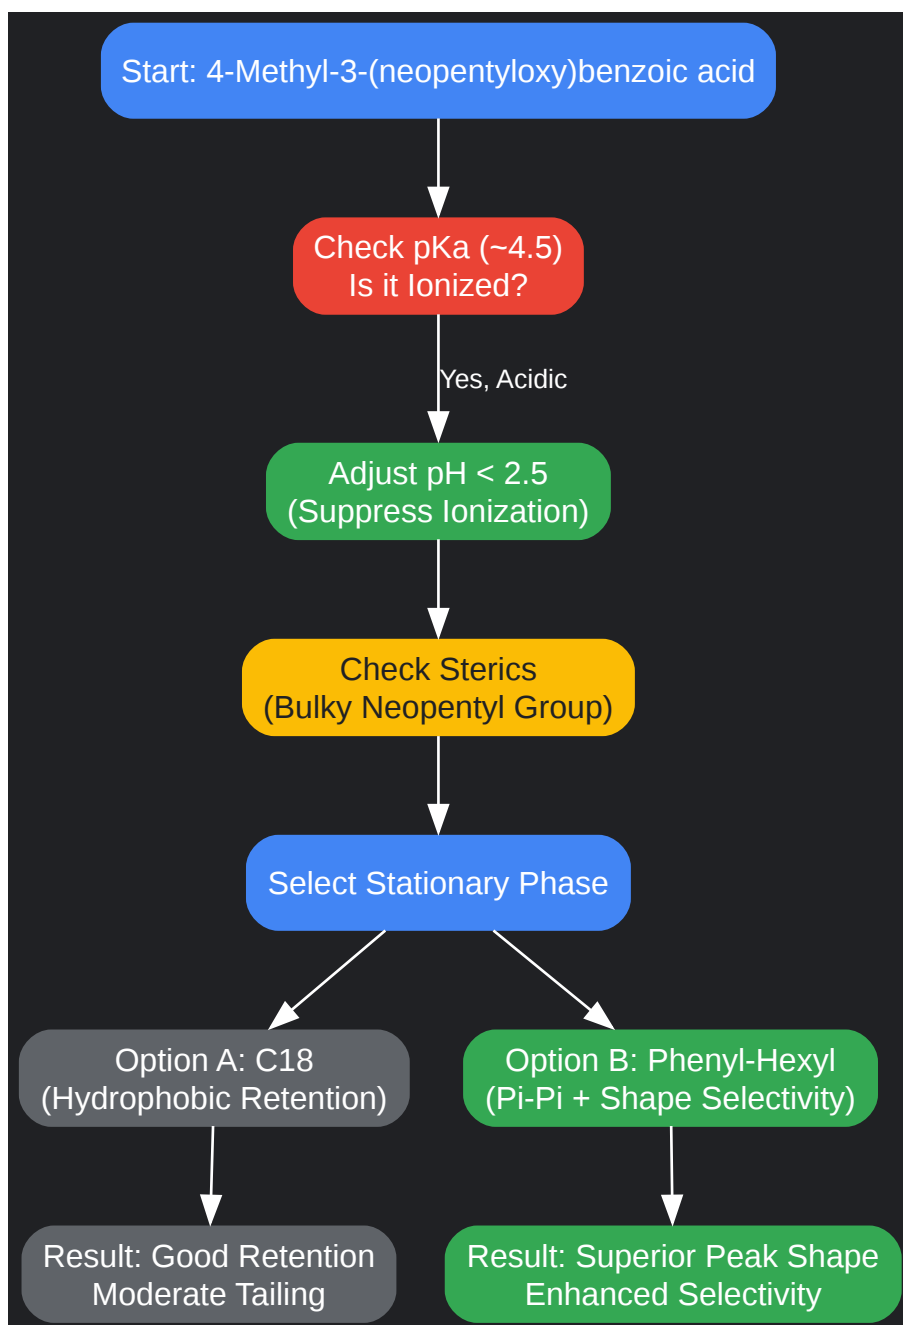 Start: 4-Methyl-3-(neopentyloxy)benzoic acid
Check pKa (~4.5)
Is it Ionized?
Yes, Acidic
Adjust pH < 2.5
(Suppress Ionization)
Check Sterics
(Bulky Neopentyl Group)
Select Stationary Phase
Option A: C18
(Hydrophobic Retention)
Option B: Phenyl-Hexyl
(Pi-Pi + Shape Selectivity)
Result: Good Retention
Moderate Tailing
Result: Superior Peak Shape
Enhanced Selectivity